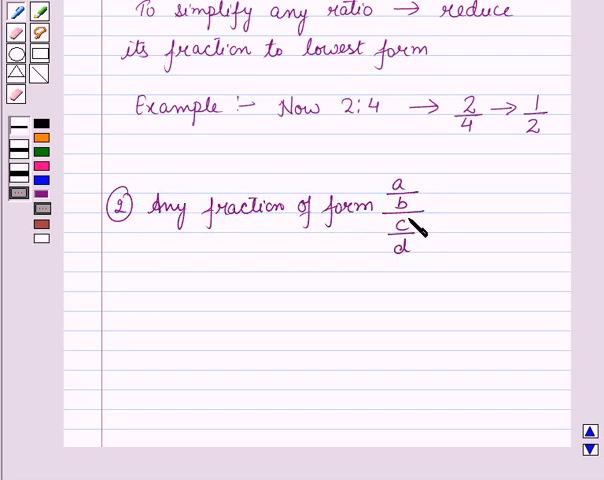 To simplify any ratio → reduce
its fraction to lowest form
Example :- Now 2:4 → 2/4 → 1/2
② Any fraction of form (a/b)/(c/d)